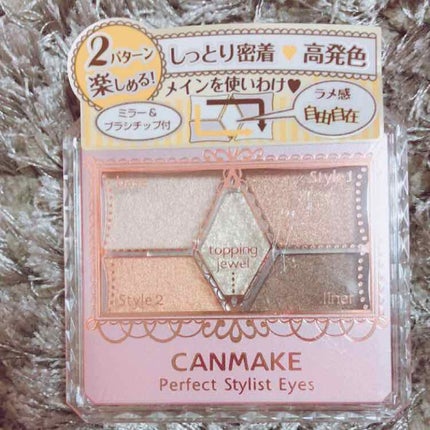 2パターン
楽しめる!
しっとり密着♥高発色
メインを使いわけ♥
ミラー&
ブラシチップ付
ラメ感
自由自在
Style 1
topping
jewel
Style 2
liner
CANMAKE
Perfect Stylist Eyes